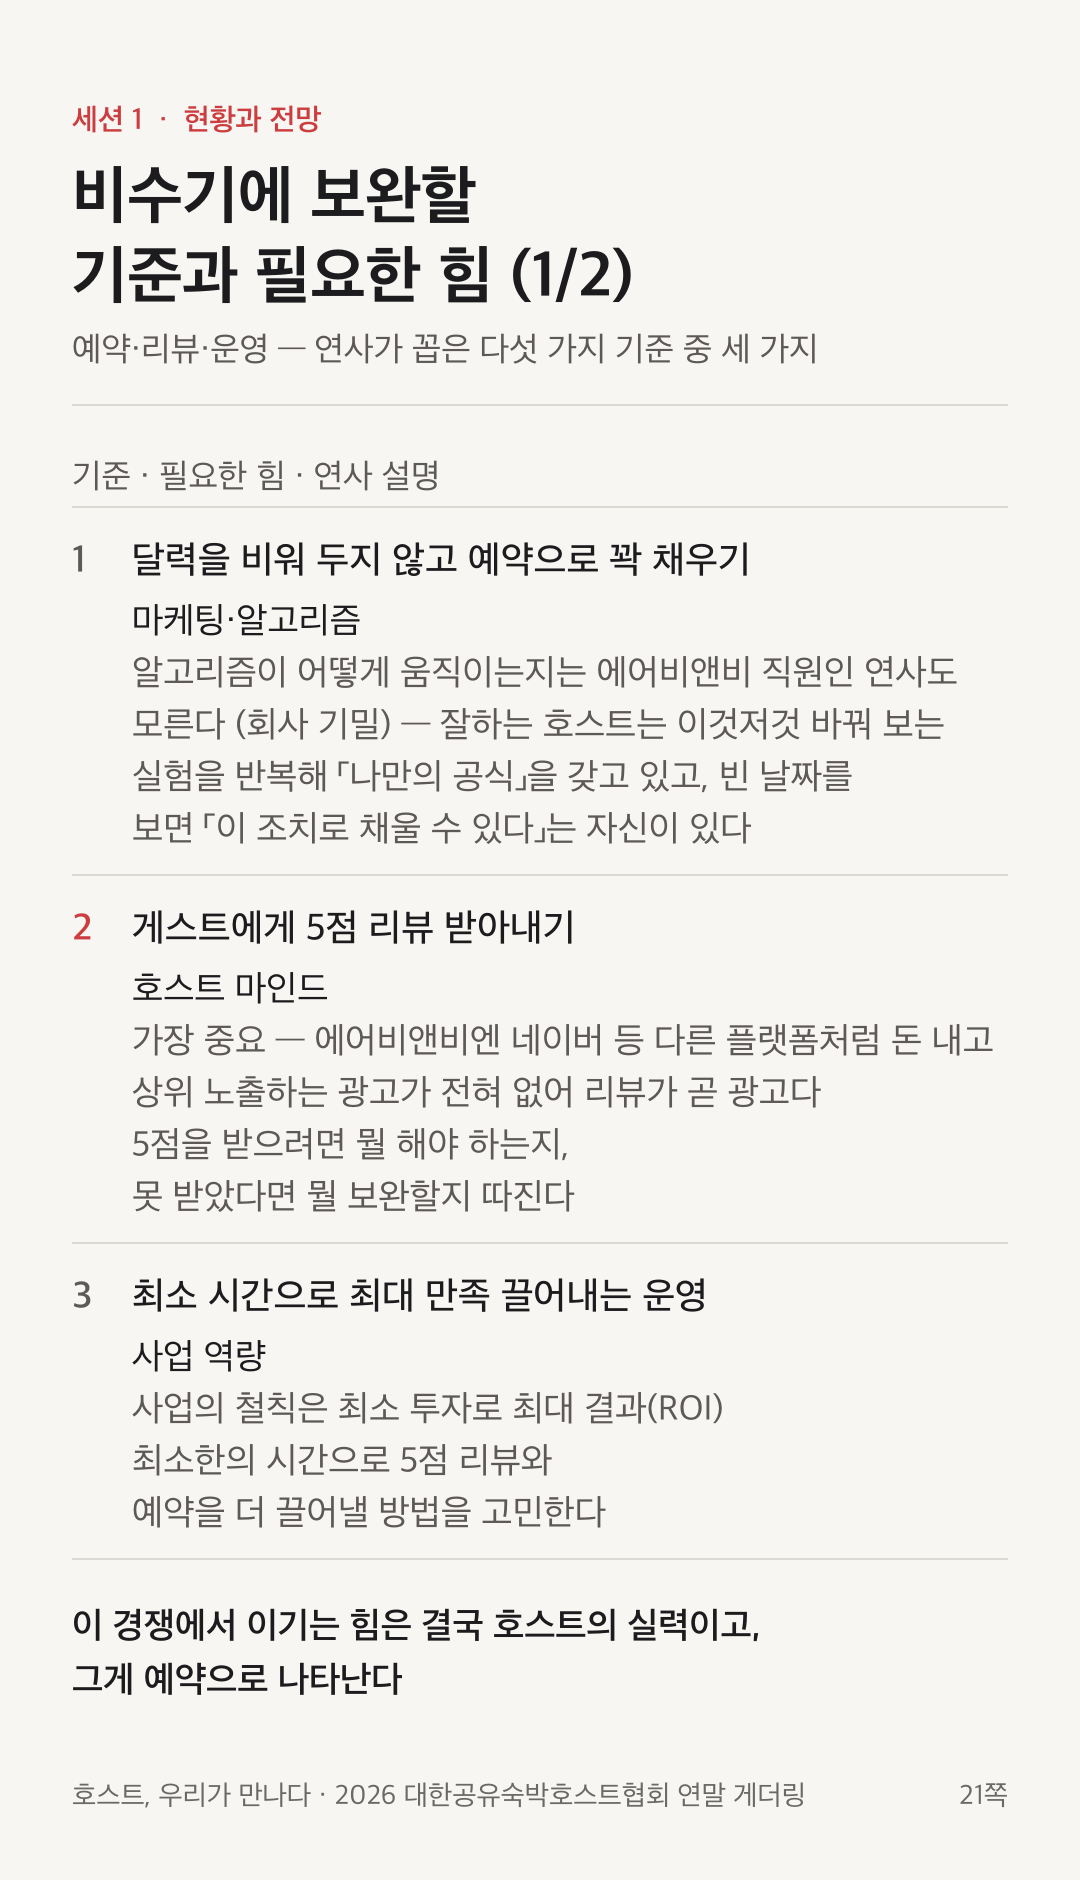 세션 1 · 현황과 전망
비수기에 보완할
기준과 필요한 힘 (1/2)
예약·리뷰·운영 — 연사가 꼽은 다섯 가지 기준 중 세 가지
기준 · 필요한 힘 · 연사 설명
1 달력을 비워 두지 않고 예약으로 꽉 채우기
마케팅·알고리즘
알고리즘이 어떻게 움직이는지는 에어비앤비 직원인 연사도
모른다 (회사 기밀) — 잘하는 호스트는 이것저것 바꿔 보는
실험을 반복해 「나만의 공식」을 갖고 있고, 빈 날짜를
보면 「이 조치로 채울 수 있다」는 자신이 있다
2 게스트에게 5점 리뷰 받아내기
호스트 마인드
가장 중요 — 에어비앤비엔 네이버 등 다른 플랫폼처럼 돈 내고
상위 노출하는 광고가 전혀 없어 리뷰가 곧 광고다
5점을 받으려면 뭘 해야 하는지,
못 받았다면 뭘 보완할지 따진다
3 최소 시간으로 최대 만족 끌어내는 운영
사업 역량
사업의 철칙은 최소 투자로 최대 결과(ROI)
최소한의 시간으로 5점 리뷰와
예약을 더 끌어낼 방법을 고민한다
이 경쟁에서 이기는 힘은 결국 호스트의 실력이고,
그게 예약으로 나타난다
호스트, 우리가 만나다 · 2026 대한공유숙박호스트협회 연말 게더링 21쪽